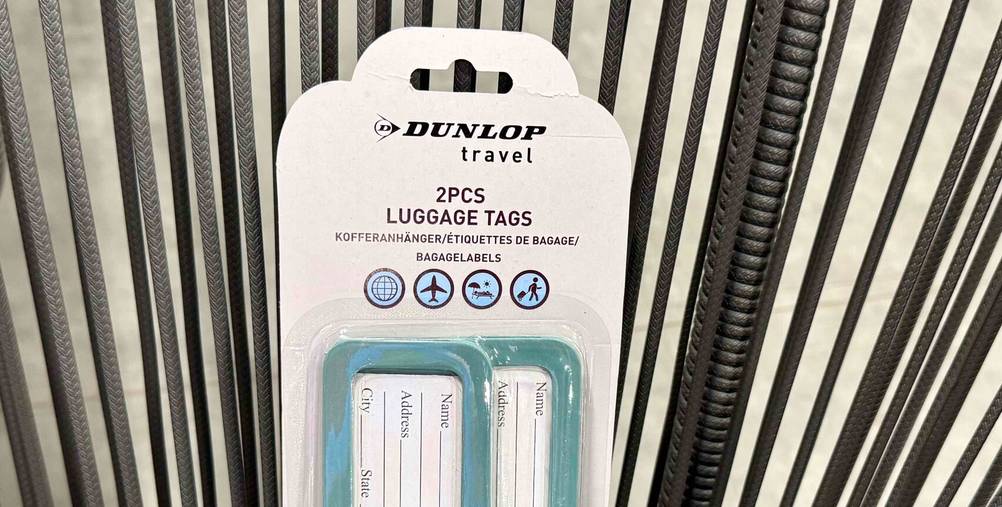 DUNLOP
travel
2PCS
LUGGAGE TAGS
KOFFERANHÄNGER/ÉTIQUETTES DE BAGAGE/
BAGAGELABELS
Name
Address
City
State
Name
Address